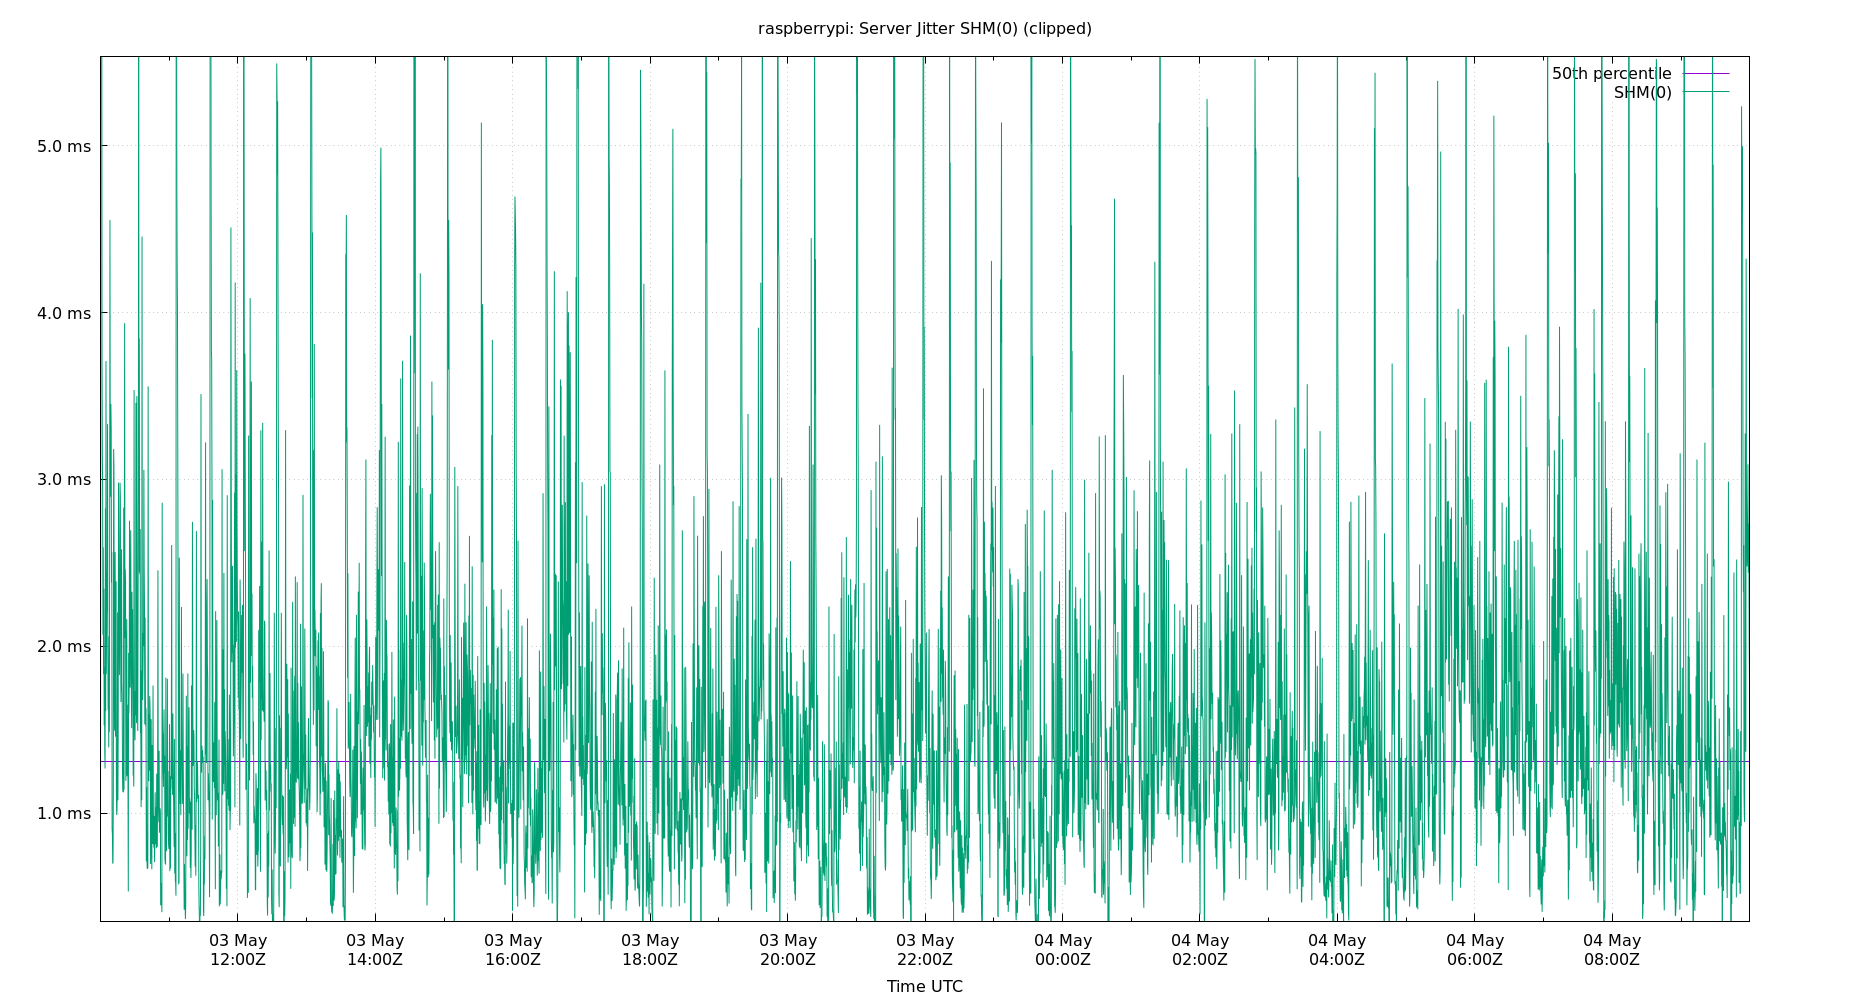 raspberrypi: Server Jitter SHM(0) (clipped)
50th percentile
SHM(0)
5.0 ms
4.0 ms
3.0 ms
2.0 ms
1.0 ms
03 May 03 May 03 May 03 May 03 May 03 May 04 May 04 May 04 May 04 May 04 May
12:00Z 14:00Z 16:00Z 18:00Z 20:00Z 22:00Z 00:00Z 02:00Z 04:00Z 06:00Z 08:00Z
Time UTC